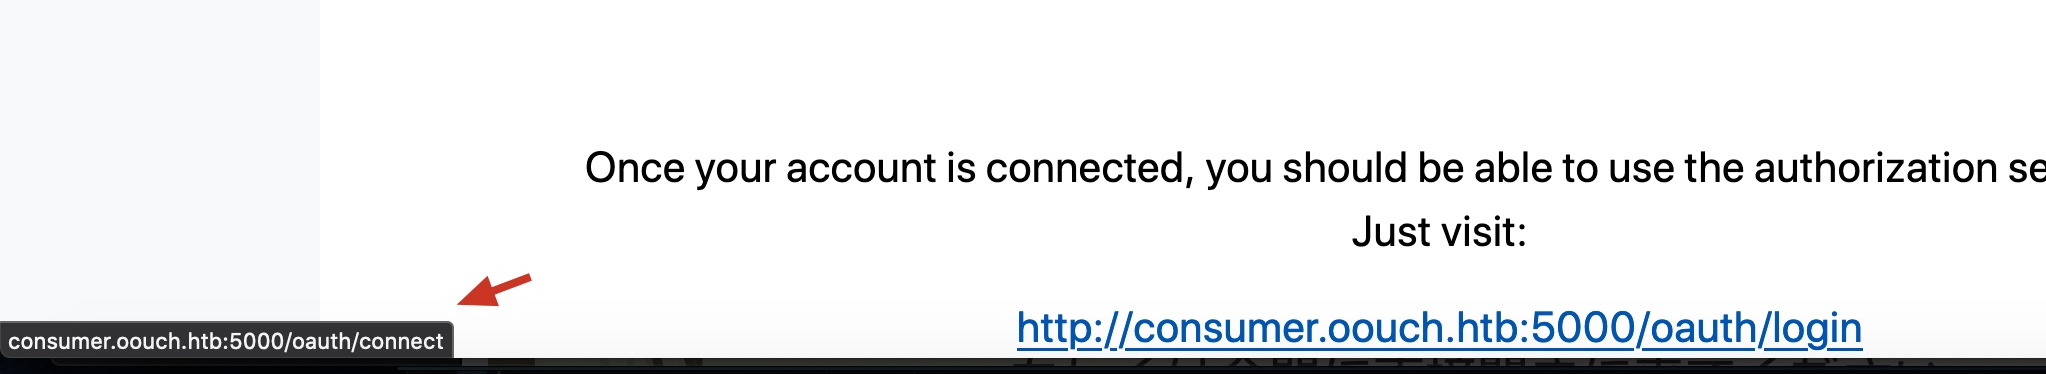 Once your account is connected, you should be able to use the authorization se
Just visit:
http://consumer.oouch.htb:5000/oauth/login
consumer.oouch.htb:5000/oauth/connect